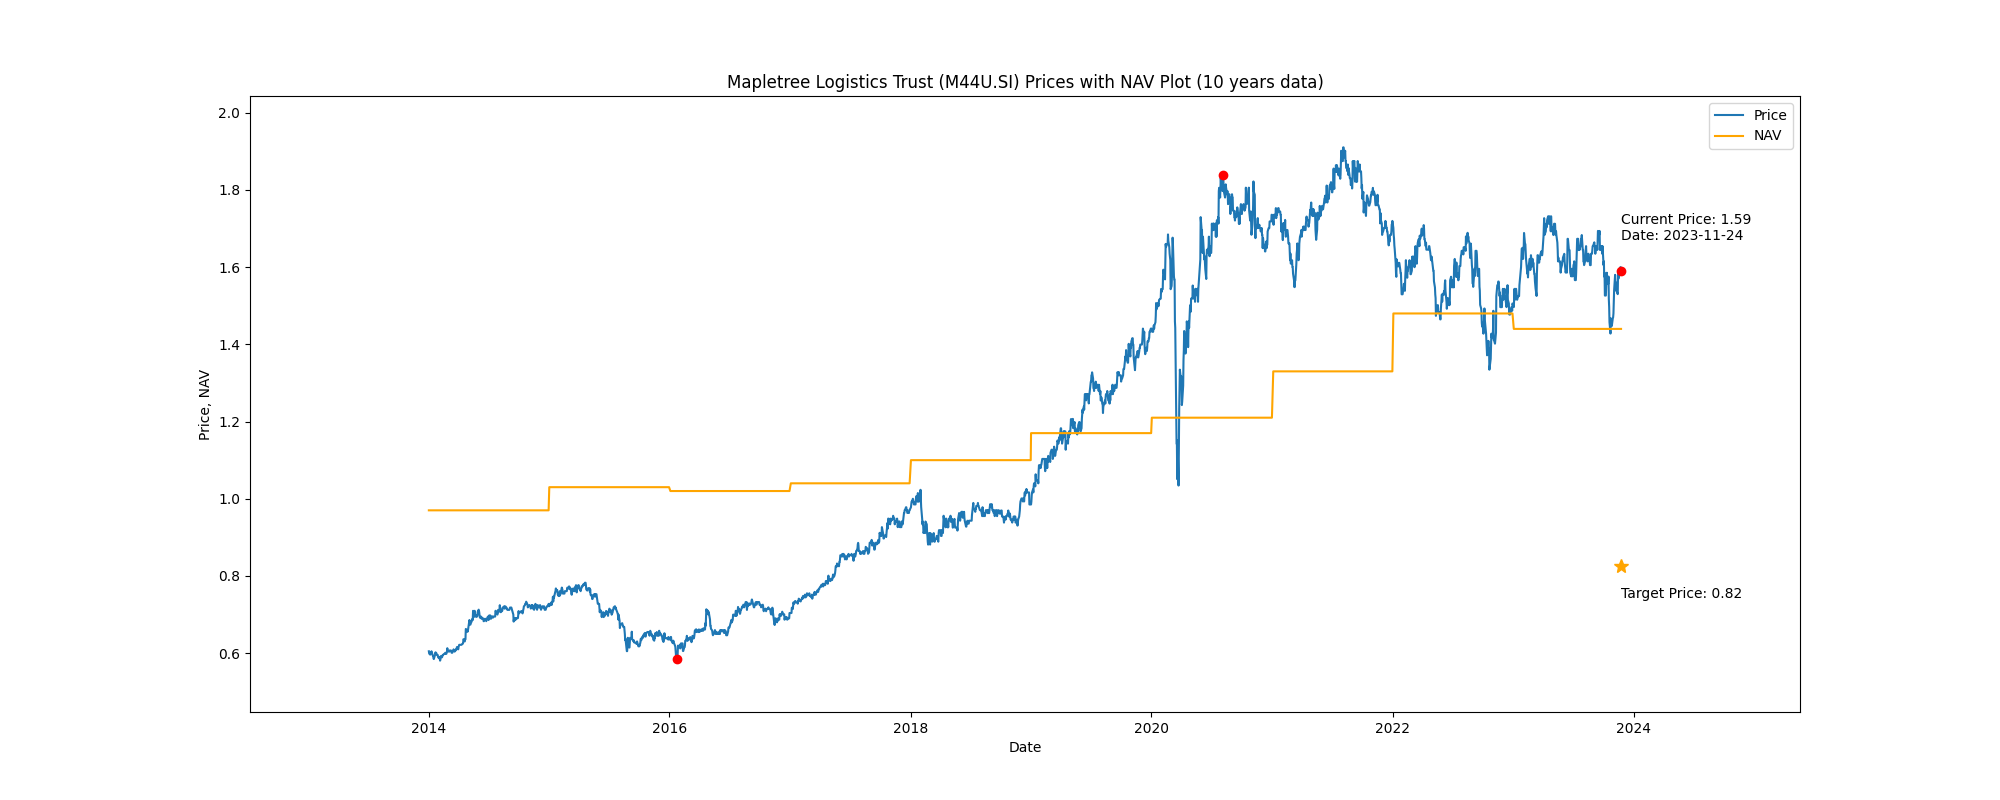 Mapletree Logistics Trust (M44U.SI) Prices with NAV Plot (10 years data)
Price
NAV
Current Price: 1.59
Date: 2023-11-24
Target Price: 0.82
Price, NAV
2.0
1.8
1.6
1.4
1.2
1.0
0.8
0.6
2014
2016
2018
2020
2022
2024
Date